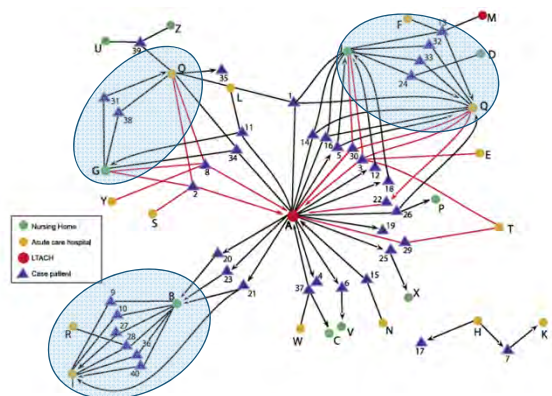 F
M
32
33
D
24
Z
U
39
O
35
L
1
31
38
Q
11
34
14
16
5
30
3
12
E
G
8
18
Y
2
22
26
P
S
A
19
T
29
25
Nursing Home
Acute care hospital
LTACH
Case patient
20
23
21
4
37
6
15
X
9
B
10
R
27
28
36
40
I
W
C
V
N
H
K
17
7